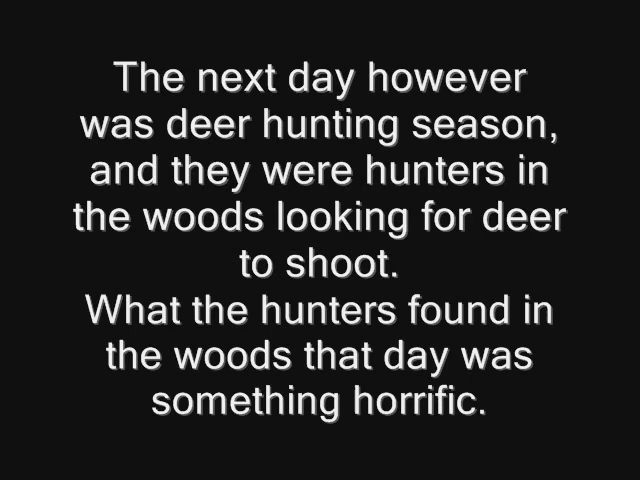 The next day however
was deer hunting season,
and they were hunters in
the woods looking for deer
to shoot.
What the hunters found in
the woods that day was
something horrific.